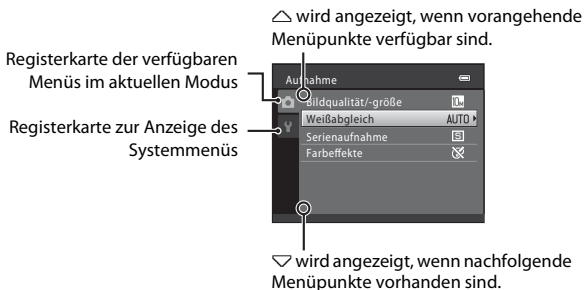 △ wird angezeigt, wenn vorangehende
Menüpunkte verfügbar sind.
Registerkarte der verfügbaren
Menüs im aktuellen Modus
Registerkarte zur Anzeige des
Systemmenüs
Aufnahme
Bildqualität/-größe 10M
Weißabgleich AUTO
Serienaufnahme S
Farbeffekte
▽ wird angezeigt, wenn nachfolgende
Menüpunkte vorhanden sind.